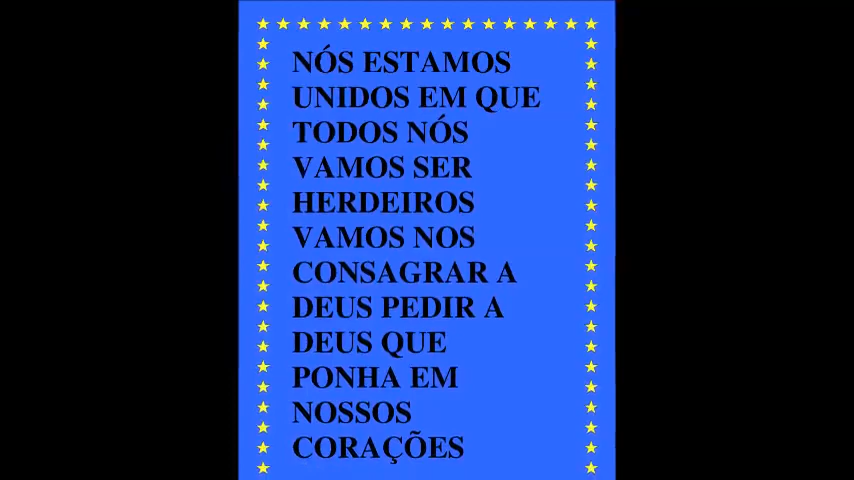 NÓS ESTAMOS
UNIDOS EM QUE
TODOS NÓS
VAMOS SER
HERDEIROS
VAMOS NOS
CONSAGRAR A
DEUS PEDIR A
DEUS QUE
PONHA EM
NOSSOS
CORAÇÕES